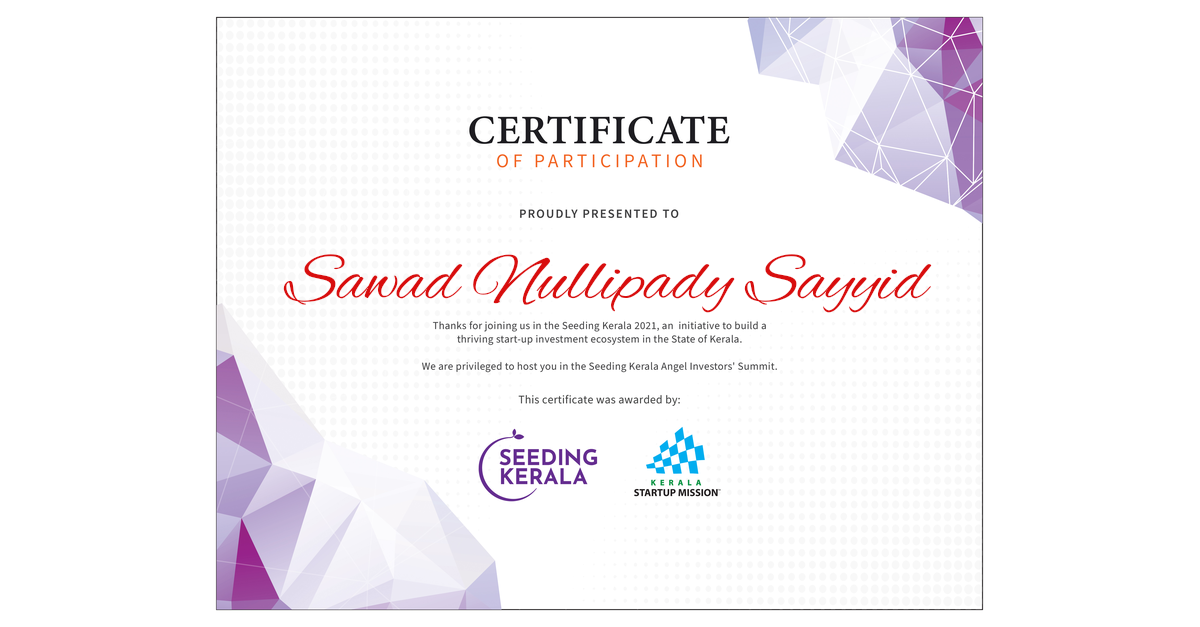 CERTIFICATE
OF PARTICIPATION
PROUDLY PRESENTED TO
Sawad Nullipady Sayyid
Thanks for joining us in the Seeding Kerala 2021, an initiative to build a
thriving start-up investment ecosystem in the State of Kerala.
We are privileged to host you in the Seeding Kerala Angel Investors' Summit.
This certificate was awarded by:
SEEDING
KERALA
KERALA
STARTUP MISSION